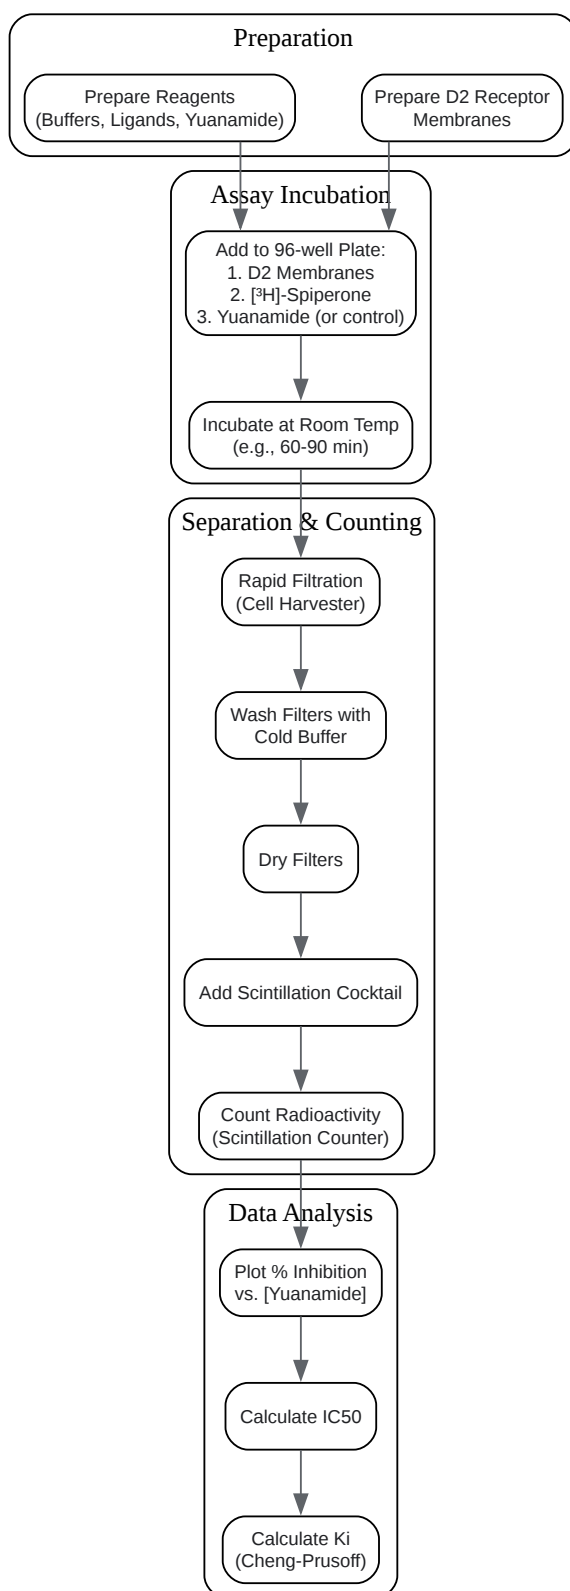 Preparation
Prepare Reagents
(Buffers, Ligands, Yuanamide)
Prepare D2 Receptor
Membranes
Assay Incubation
Add to 96-well Plate:
1. D2 Membranes
2. [³H]-Spiperone
3. Yuanamide (or control)
Incubate at Room Temp
(e.g., 60-90 min)
Separation & Counting
Rapid Filtration
(Cell Harvester)
Wash Filters with
Cold Buffer
Dry Filters
Add Scintillation Cocktail
Count Radioactivity
(Scintillation Counter)
Data Analysis
Plot % Inhibition
vs. [Yuanamide]
Calculate IC50
Calculate Ki
(Cheng-Prusoff)